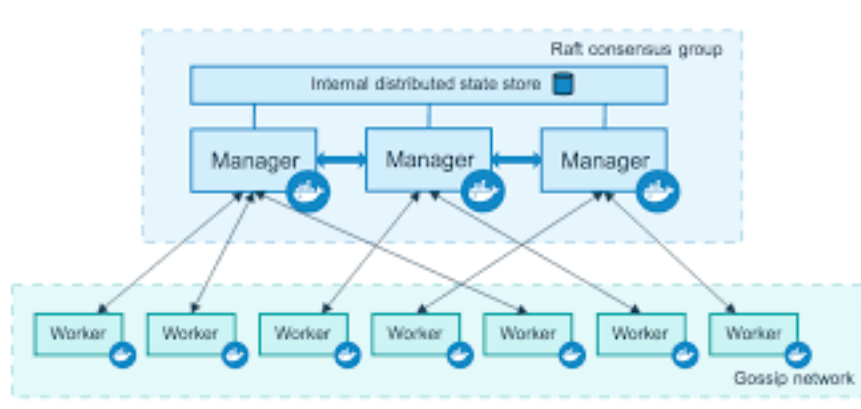 Raft consensus group
Internal distributed state store
Manager Manager Manager
Worker Worker Worker Worker Worker Worker Worker
Gossip network